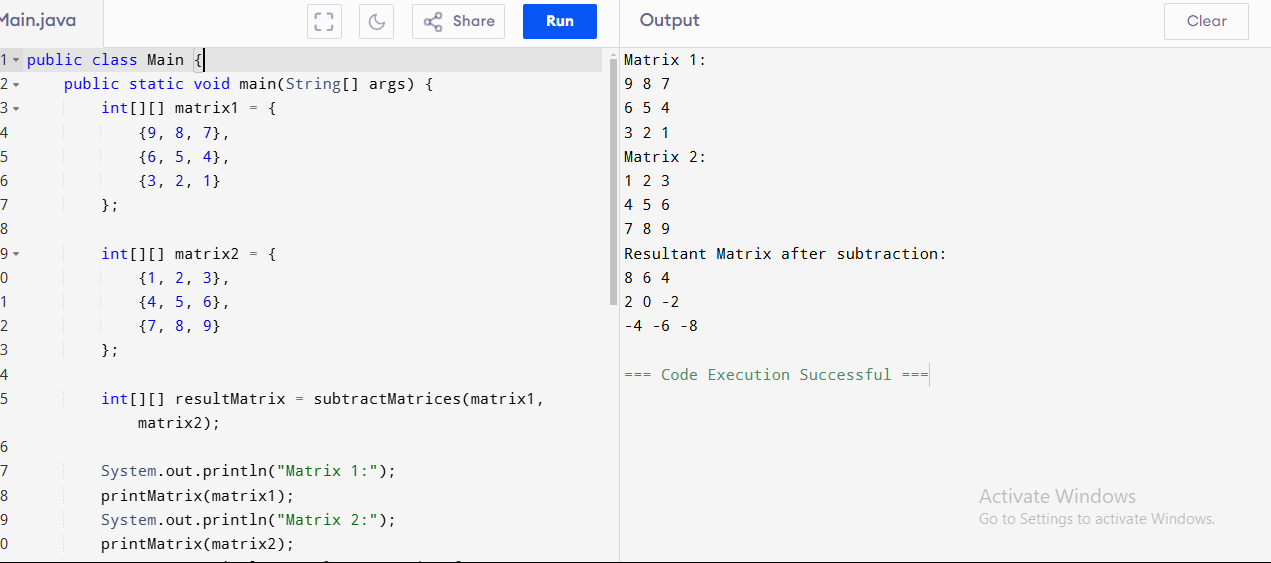 Main.java
Share
Run
Output
Clear
1 public class Main {
2 public static void main(String[] args) {
3 int[][] matrix1 = {
4 {9, 8, 7},
5 {6, 5, 4},
6 {3, 2, 1}
7 };
8
9 int[][] matrix2 = {
0 {1, 2, 3},
1 {4, 5, 6},
2 {7, 8, 9}
3 };
4
5 int[][] resultMatrix = subtractMatrices(matrix1,
matrix2);
6
7 System.out.println("Matrix 1:");
8 printMatrix(matrix1);
9 System.out.println("Matrix 2:");
0 printMatrix(matrix2);
Matrix 1:
9 8 7
6 5 4
3 2 1
Matrix 2:
1 2 3
4 5 6
7 8 9
Resultant Matrix after subtraction:
8 6 4
2 0 -2
-4 -6 -8
=== Code Execution Successful ===
Activate Windows
Go to Settings to activate Windows.